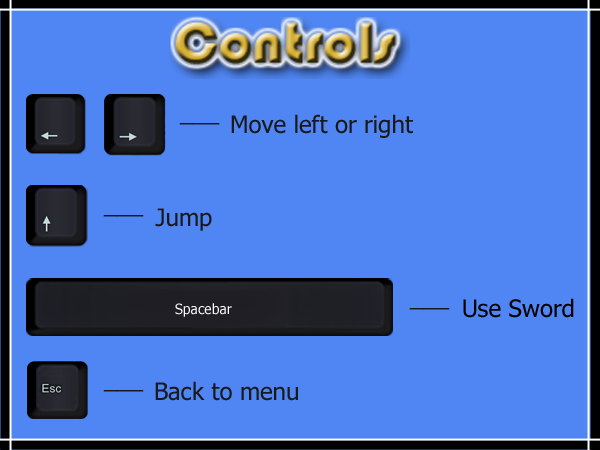 Controls
← → Move left or right
↑ Jump
Spacebar Use Sword
Esc Back to menu